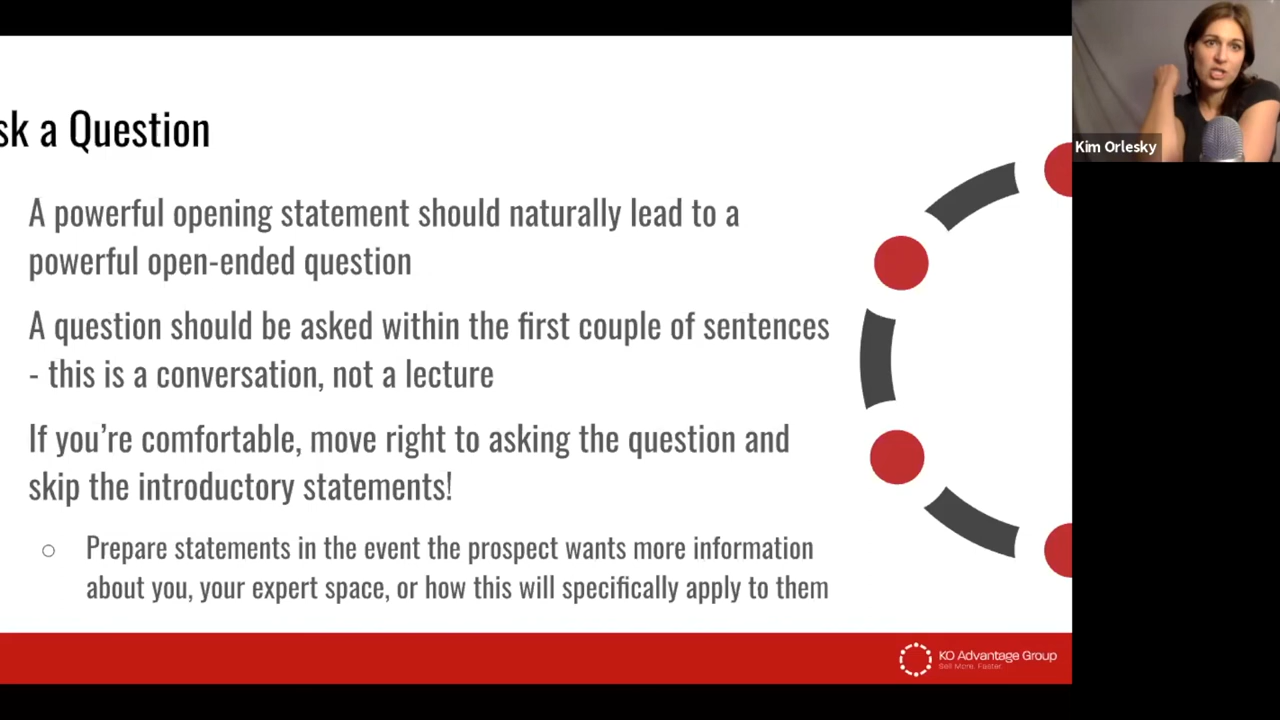 sk a Question
A powerful opening statement should naturally lead to a
powerful open-ended question
A question should be asked within the first couple of sentences
- this is a conversation, not a lecture
If you’re comfortable, move right to asking the question and
skip the introductory statements!
Prepare statements in the event the prospect wants more information
about you, your expert space, or how this will specifically apply to them
Kim Orlesky
KO Advantage Group
Sell More. Faster.